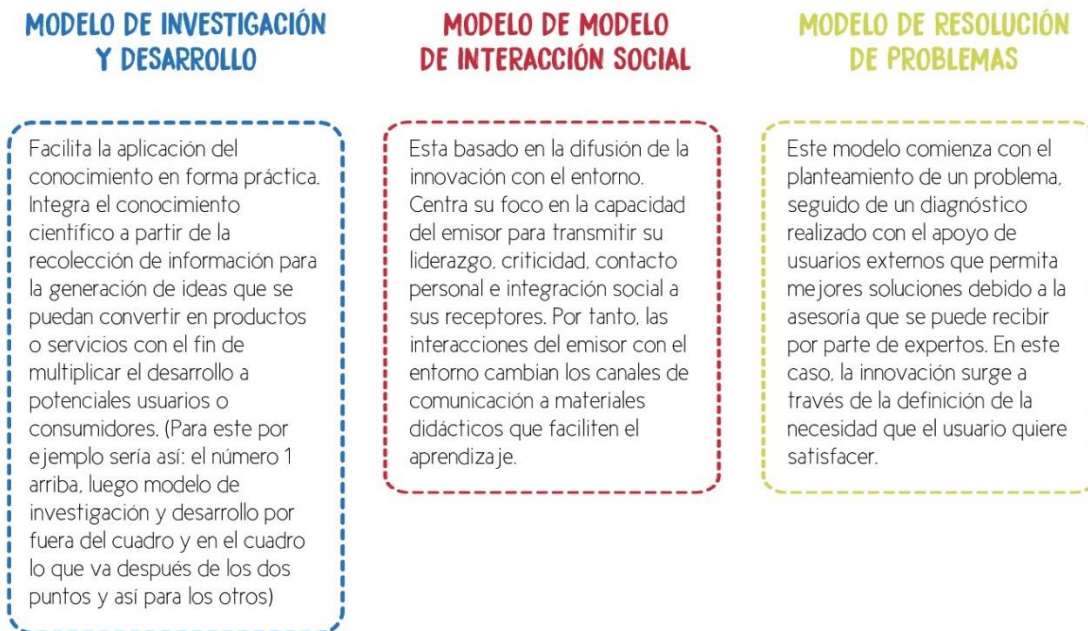 MODELO DE INVESTIGACIÓN
Y DESARROLLO
Facilita la aplicación del
conocimiento en forma práctica.
Integra el conocimiento
científico a partir de la
recolección de información para
la generación de ideas que se
puedan convertir en productos
o servicios con el fin de
multiplicar el desarrollo a
potenciales usuarios o
consumidores. (Para este por
ejemplo sería así: el número 1
arriba, luego modelo de
investigación y desarrollo por
fuera del cuadro y en el cuadro
lo que va después de los dos
puntos y así para los otros)
MODELO DE MODELO
DE INTERACCIÓN SOCIAL
Esta basado en la difusión de la
innovación con el entorno.
Centra su foco en la capacidad
del emisor para transmitir su
liderazgo, criticidad, contacto
personal e integración social a
sus receptores. Por tanto, las
interacciones del emisor con el
entorno cambian los canales de
comunicación a materiales
didácticos que faciliten el
aprendizaje.
MODELO DE RESOLUCIÓN
DE PROBLEMAS
Este modelo comienza con el
planteamiento de un problema,
seguido de un diagnóstico
realizado con el apoyo de
usuarios externos que permita
mejores soluciones debido a la
asesoría que se puede recibir
por parte de expertos. En este
caso, la innovación surge a
través de la definición de la
necesidad que el usuario quiere
satisfacer.